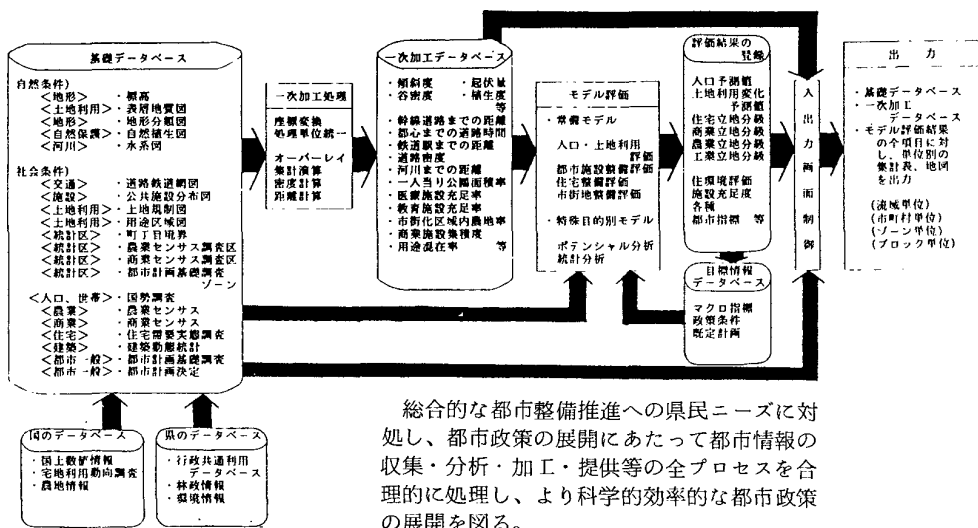 基礎データベース
自然条件)
<地形>・標高
<土地利用>・表層地質図
<地形>・地形分類図
<自然保護>・自然植生図
<河川>・水系図
社会条件)
<交通>・道路鉄道網図
<施設>・公共施設分布図
<土地利用>・土地規制図
<土地利用>・用途区域図
<統計区>・町丁目境界
<統計区>・農業センサス調査区
<統計区>・商業センサス調査区
<統計区>・都市計画基礎調査
ゾーン
<人口、世帯>・国勢調査
<農業>・農業センサス
<商業>・商業センサス
<住宅>・住宅需要実態調査
<建築>・建築動態統計
<都市一般>・都市計画基礎調査
<都市一般>・都市計画決定
国のデータベース
・国土数値情報
・宅地利用動向調査
・農地情報
県のデータベース
・行政共通利用
データベース
・林政情報
・環境情報
一次加工処理
座標変換
処理単位統一
オーバーレイ
集計演算
密度計算
距離計算
一次加工データベース
・傾斜度 ・起伏量
・谷密度 ・植生度
等
・幹線道路までの距離
・都心までの道路時間
・鉄道駅までの距離
・道路密度
・河川までの距離
・一人当り公園面積率
・医療施設充足率
・教育施設充足率
・市街化区域内農地率
・商業施設集積度
・用途混在率 等
モデル評価
・常備モデル
人口・土地利用
評価
都市施設整備評価
住宅整備評価
市街地整備評価
・特殊目的別モデル
ポテンシャル分析
統計分析
評価結果の
登録
人口予測値
土地利用変化
予測値
住宅立地分級
商業立地分級
農業立地分級
工業立地分級
住環境評価
施設充足度
各種
都市指標 等
目標情報
データベース
マクロ指標
政策条件
既定計画
入出力画面制御
出力
・基礎データベース
・一次加工
データベース
・モデル評価結果
の各項目に対
し、単位別の
集計表、地図
を出力
(流域単位)
(市町村単位)
(ゾーン単位)
(ブロック単位)
総合的な都市整備推進への県民ニーズに対
処し、都市政策の展開にあたって都市情報の
収集・分析・加工・提供等の全プロセスを合
理的に処理し、より科学的効率的な都市政策
の展開を図る。